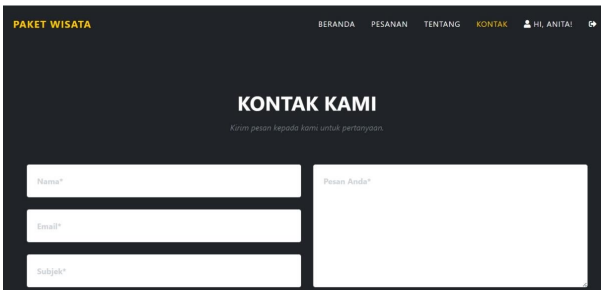 PAKET WISATA BERANDA PESANAN TENTANG KONTAK HI, ANITA!
KONTAK KAMI
Kirim pesan kepada kami untuk pertanyaan.
Nama* Pesan Anda*
Email*
Subjek*